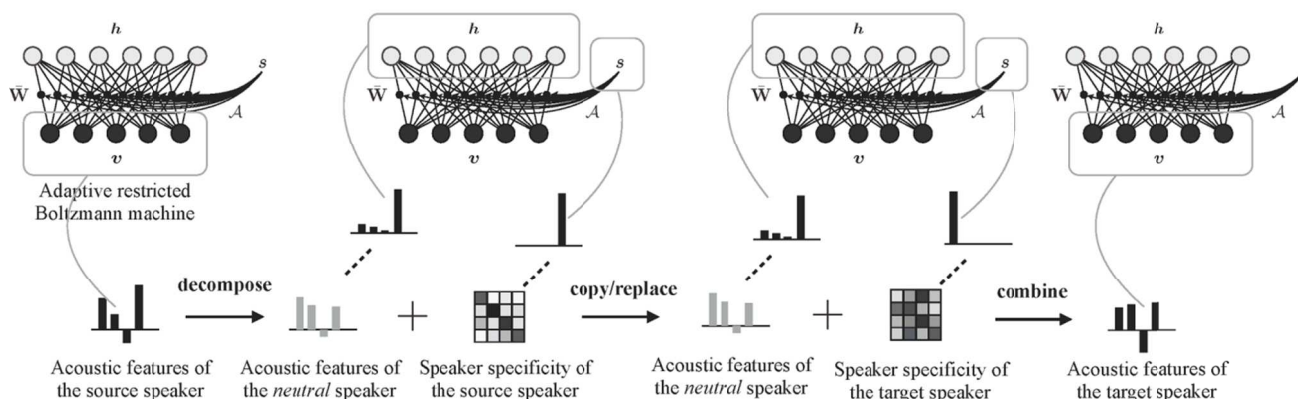 h
s
W̄
𝒜
v
Adaptive restricted
Boltzmann machine
h
s
W̄
𝒜
v
h
s
W̄
𝒜
v
h
s
W̄
𝒜
v
decompose
copy/replace
combine
Acoustic features of
the source speaker
Acoustic features of
the neutral speaker
Speaker specificity of
the source speaker
Acoustic features of
the neutral speaker
Speaker specificity of
the target speaker
Acoustic features of
the target speaker